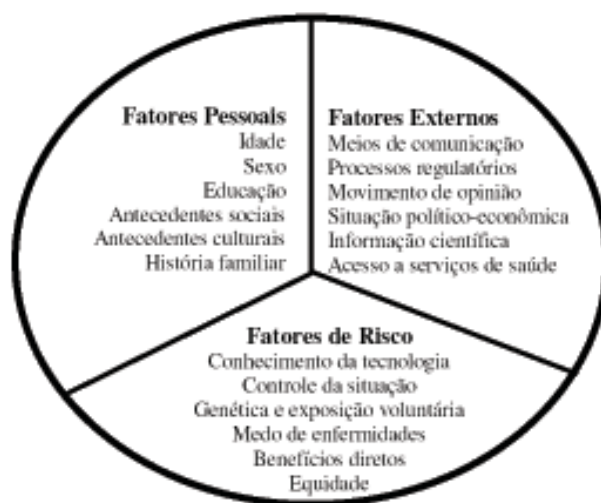 Fatores Pessoais
Idade
Sexo
Educação
Antecedentes sociais
Antecedentes culturais
História familiar
Fatores Externos
Meios de comunicação
Processos regulatórios
Movimento de opinião
Situação político-econômica
Informação científica
Acesso a serviços de saúde
Fatores de Risco
Conhecimento da tecnologia
Controle da situação
Genética e exposição voluntária
Medo de enfermidades
Benefícios diretos
Equidade